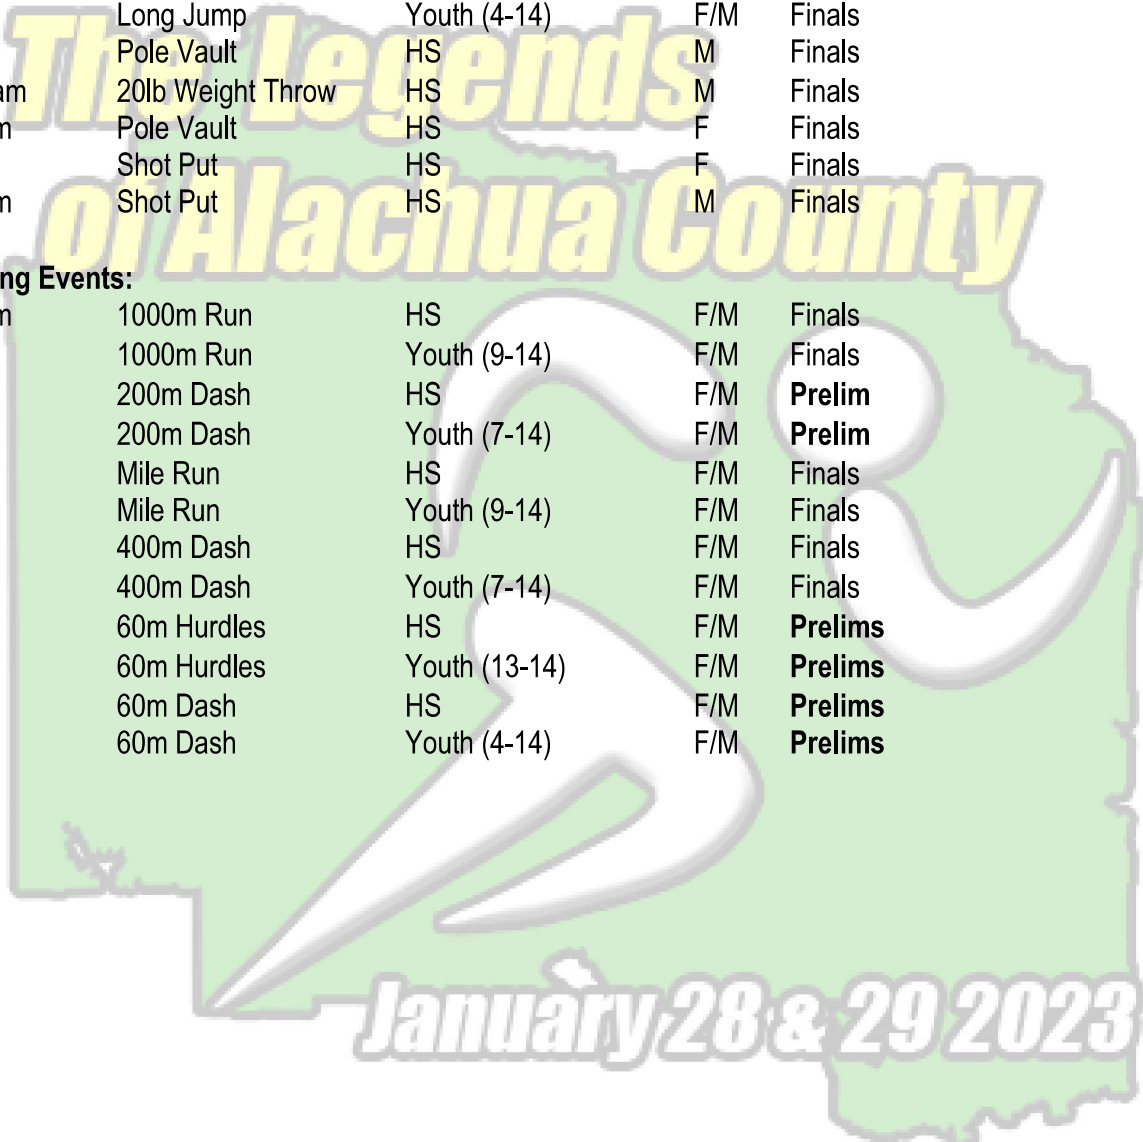 Long Jump Youth (4-14) F/M Finals
Pole Vault HS M Finals
am 20lb Weight Throw HS M Finals
m Pole Vault HS F Finals
Shot Put HS F Finals
m Shot Put HS M Finals
ng Events:
m 1000m Run HS F/M Finals
1000m Run Youth (9-14) F/M Finals
200m Dash HS F/M Prelim
200m Dash Youth (7-14) F/M Prelim
Mile Run HS F/M Finals
Mile Run Youth (9-14) F/M Finals
400m Dash HS F/M Finals
400m Dash Youth (7-14) F/M Finals
60m Hurdles HS F/M Prelims
60m Hurdles Youth (13-14) F/M Prelims
60m Dash HS F/M Prelims
60m Dash Youth (4-14) F/M Prelims
The Legends
of Alachua County
January 28 & 29 2023